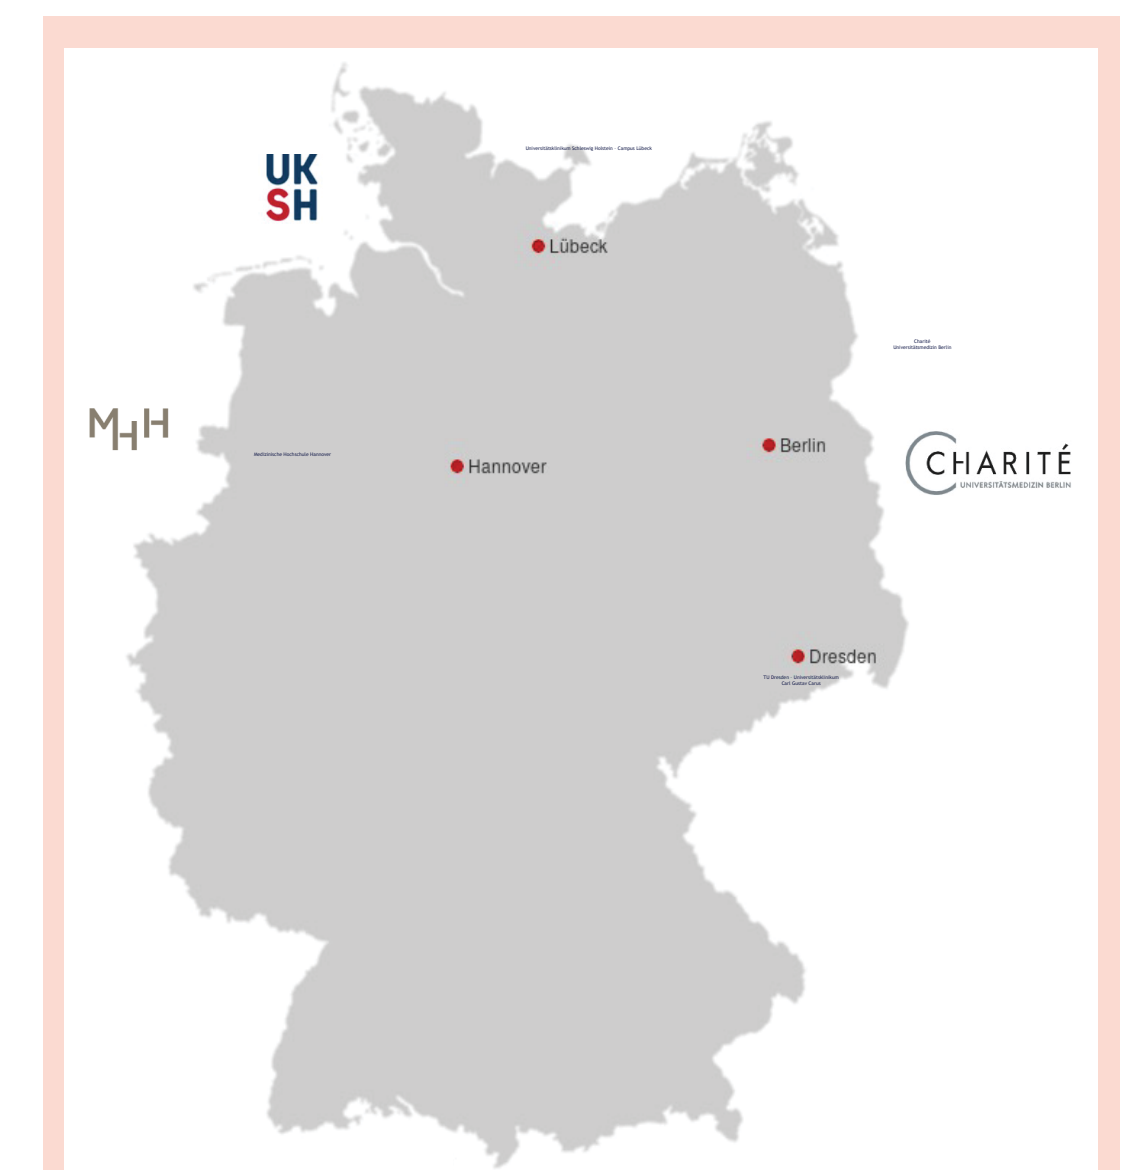 Universitätsklinikum Schleswig Holstein - Campus Lübeck
UK
SH
Lübeck
Charité
Universitätsmedizin Berlin
MHH
Medizinische Hochschule Hannover
Hannover
Berlin
CHARITÉ
UNIVERSITÄTSMEDIZIN BERLIN
Dresden
TU Dresden - Universitätsklinikum
Carl Gustav Carus